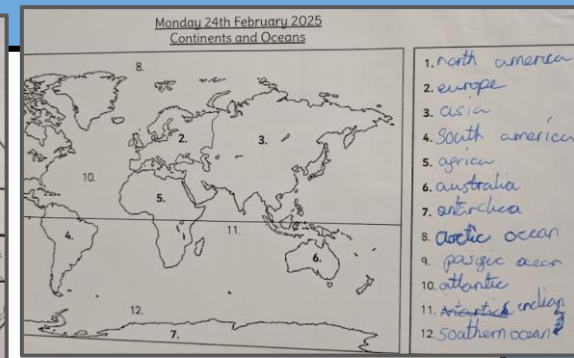 Monday 24th February 2025
Continents and Oceans
8.
2.
3.
10.
5.
11.
4.
6.
12.
7.
1. north america
2. europe
3. asia
4. South america
5. africa
6. australia
7. antarctica
8. arctic ocean
9. pacific ocean
10. atlantic
11. indian
12. Southern ocean